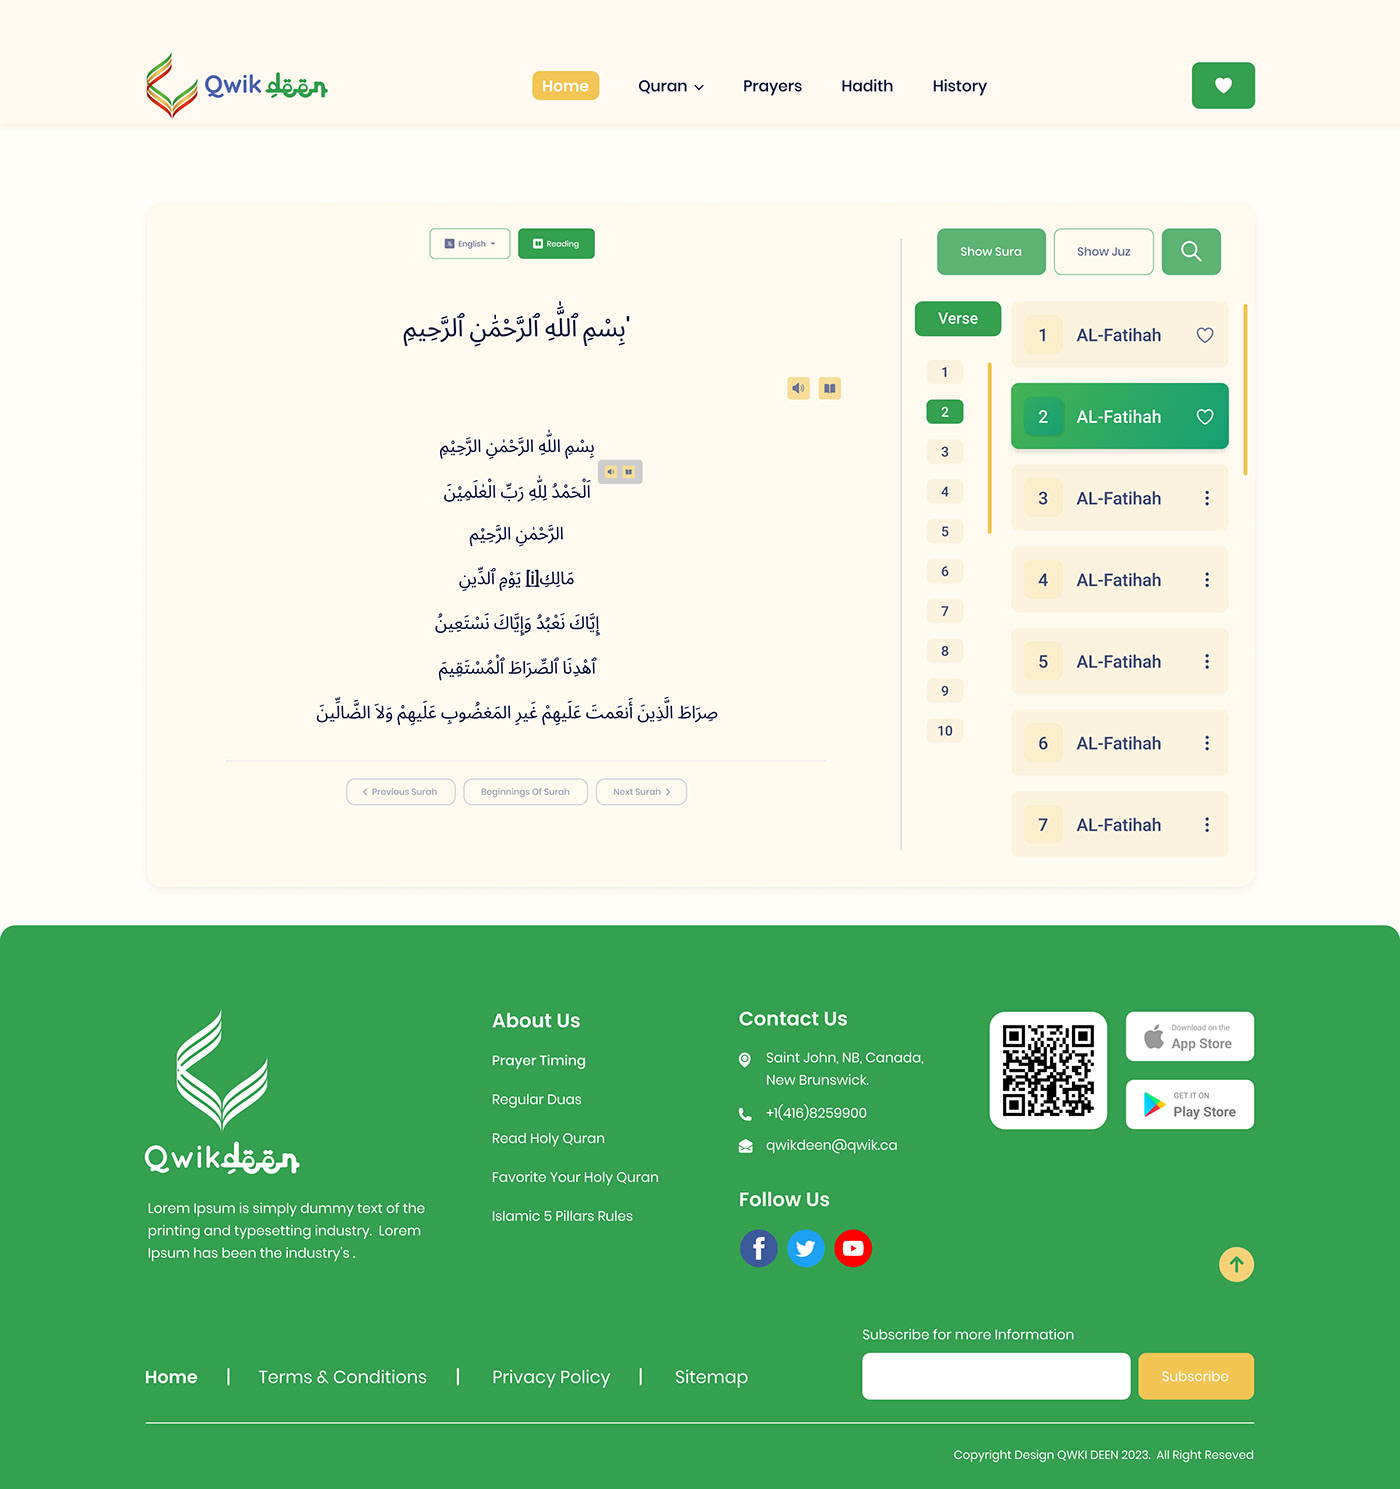 Qwik deen
Home
Quran
Prayers
Hadith
History
English
Reading
'بِسْمِ ٱللَّهِ ٱلرَّحْمَٰنِ ٱلرَّحِيمِ
بِسْمِ اللّٰهِ الرَّحْمٰنِ الرَّحِيْمِ
اَلْحَمْدُ لِلّٰهِ رَبِّ الْعٰلَمِيْنَ
الرَّحْمٰنِ الرَّحِيْم
مَالِكِ[i] يَوْمِ ٱلدِّينِ
إِيَّاكَ نَعْبُدُ وَإِيَّاكَ نَسْتَعِينُ
ٱهْدِنَا ٱلصِّرَاطَ ٱلْمُسْتَقِيمَ
صِرَاطَ الَّذِينَ أَنعَمتَ عَلَيهِمْ غَيرِ المَغضُوبِ عَلَيهِمْ وَلاَ الضَّالِّينَ
Previous Surah
Beginnings Of Surah
Next Surah
Show Sura
Show Juz
Verse
1
2
3
4
5
6
7
8
9
10
1 AL-Fatihah
2 AL-Fatihah
3 AL-Fatihah
4 AL-Fatihah
5 AL-Fatihah
6 AL-Fatihah
7 AL-Fatihah
Qwikdeen
Lorem Ipsum is simply dummy text of the
printing and typesetting industry. Lorem
Ipsum has been the industry's .
About Us
Prayer Timing
Regular Duas
Read Holy Quran
Favorite Your Holy Quran
Islamic 5 Pillars Rules
Contact Us
Saint John, NB, Canada,
New Brunswick.
+1(416)8259900
qwikdeen@qwik.ca
Follow Us
Download on the
App Store
GET IT ON
Play Store
Subscribe for more Information
Subscribe
Home | Terms & Conditions | Privacy Policy | Sitemap
Copyright Design QWKI DEEN 2023. All Right Reseved